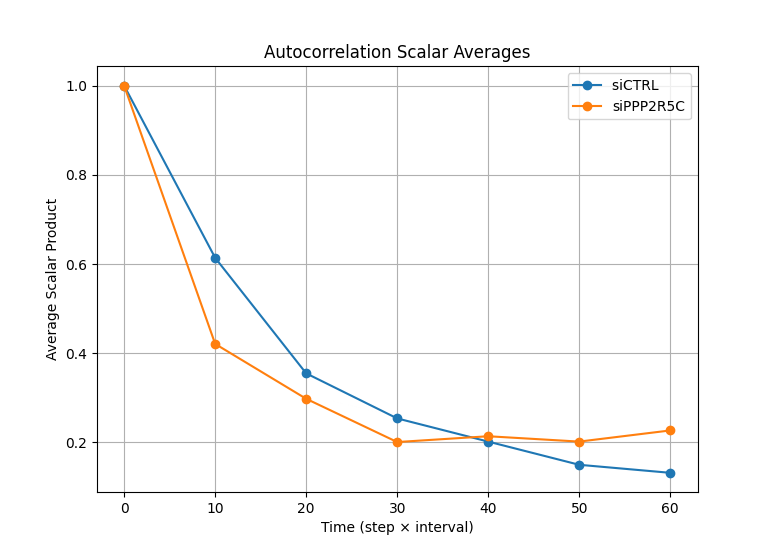 Autocorrelation Scalar Averages
siCTRL
siPPP2R5C
Average Scalar Product
1.0
0.8
0.6
0.4
0.2
0 10 20 30 40 50 60
Time (step × interval)